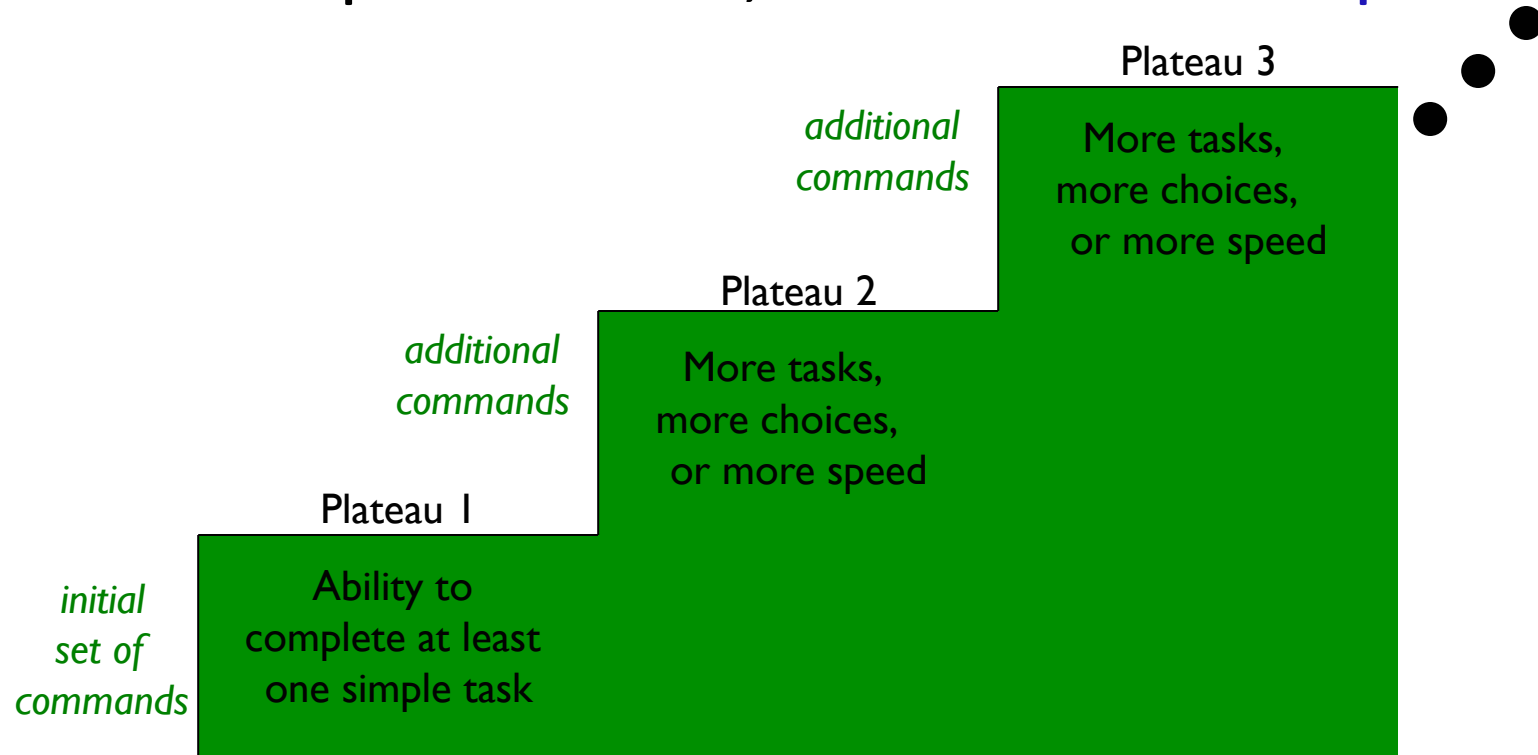 Plateau 3
additional
commands
More tasks,
more choices,
or more speed
Plateau 2
additional
commands
More tasks,
more choices,
or more speed
Plateau 1
initial
set of
commands
Ability to
complete at least
one simple task